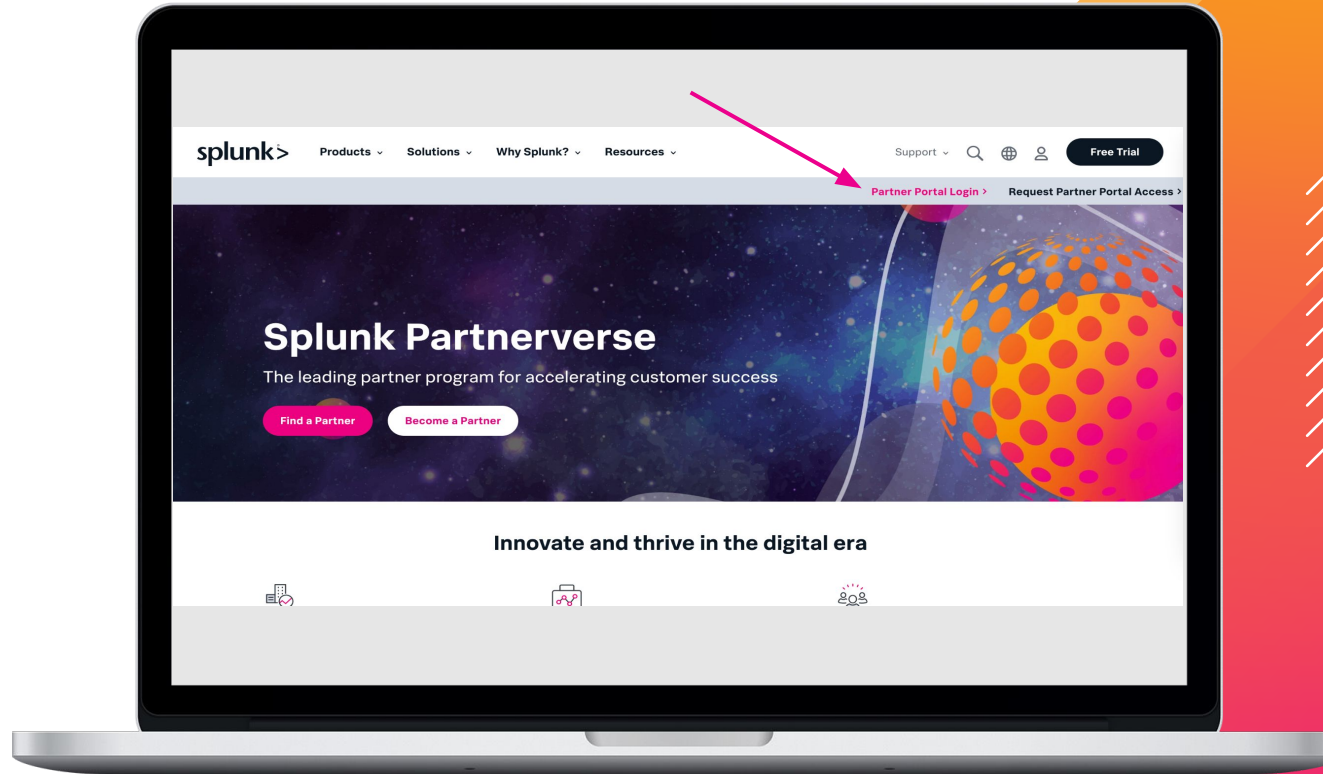 splunk>
Products
Solutions
Why Splunk?
Resources
Support
Free Trial
Partner Portal Login >
Request Partner Portal Access >
Splunk Partnerverse
The leading partner program for accelerating customer success
Find a Partner
Become a Partner
Innovate and thrive in the digital era